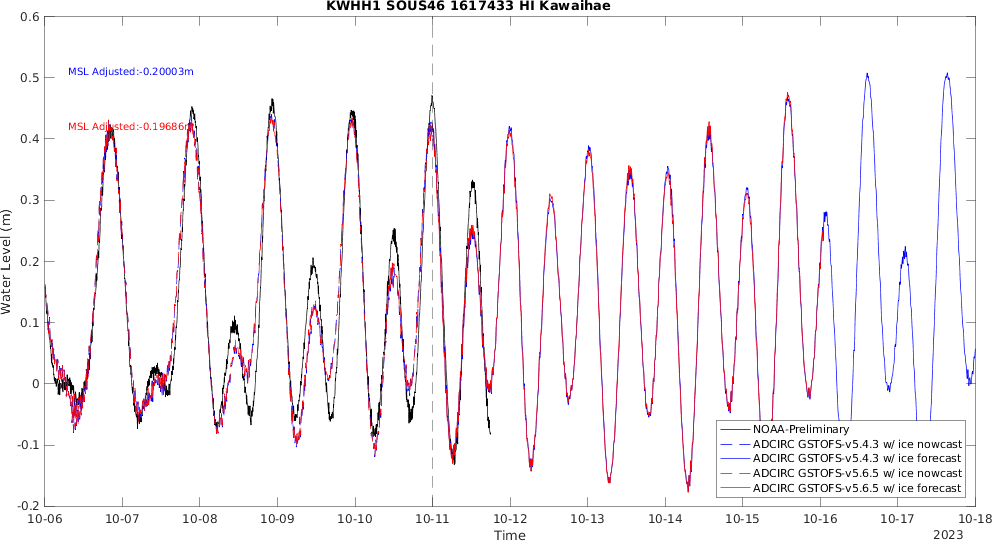 KWHH1 SOUS46 1617433 HI Kawaihae
0.6
0.5
0.4
0.3
0.2
0.1
0
-0.1
-0.2
Water Level (m)
MSL Adjusted:-0.20003m
MSL Adjusted:-0.19686m
NOAA-Preliminary
ADCIRC GSTOFS-v5.4.3 w/ ice nowcast
ADCIRC GSTOFS-v5.4.3 w/ ice forecast
ADCIRC GSTOFS-v5.6.5 w/ ice nowcast
ADCIRC GSTOFS-v5.6.5 w/ ice forecast
10-06 10-07 10-08 10-09 10-10 10-11 10-12 10-13 10-14 10-15 10-16 10-17 10-18
Time
2023